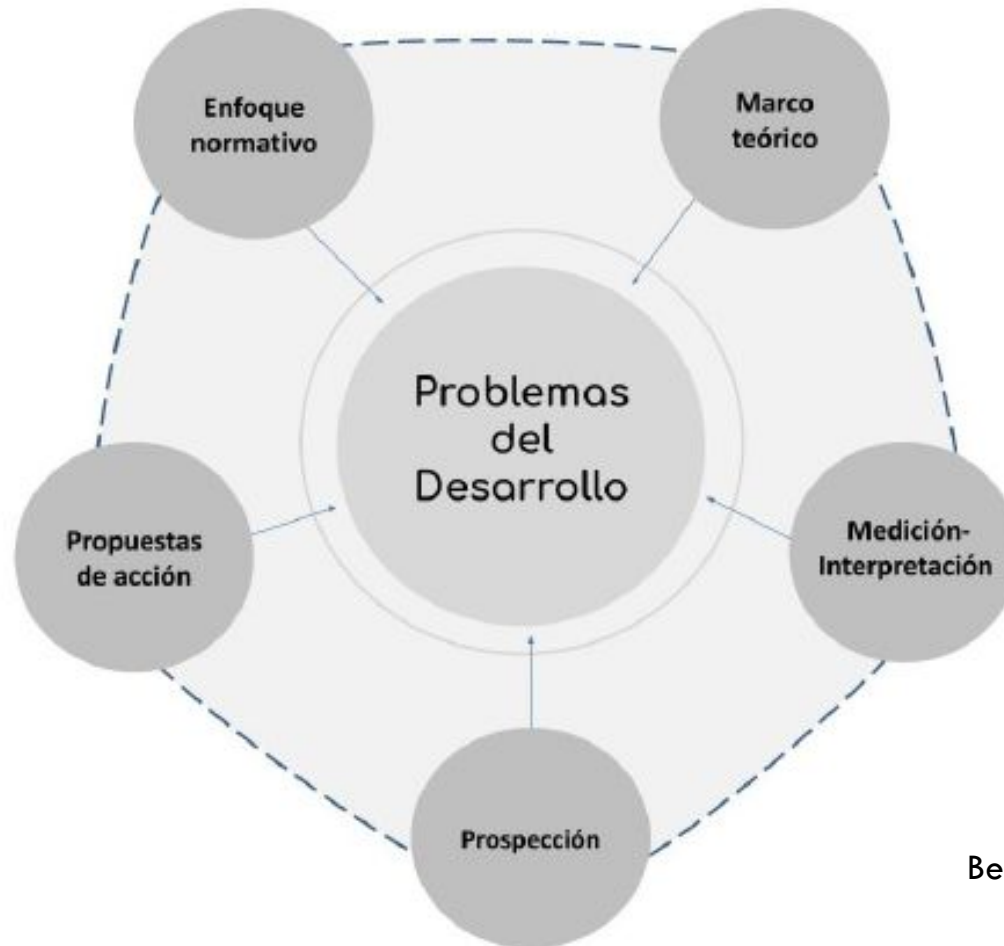 Enfoque
normativo
Marco
teórico
Problemas
del
Desarrollo
Propuestas
de acción
Medición-
Interpretación
Prospección
Be